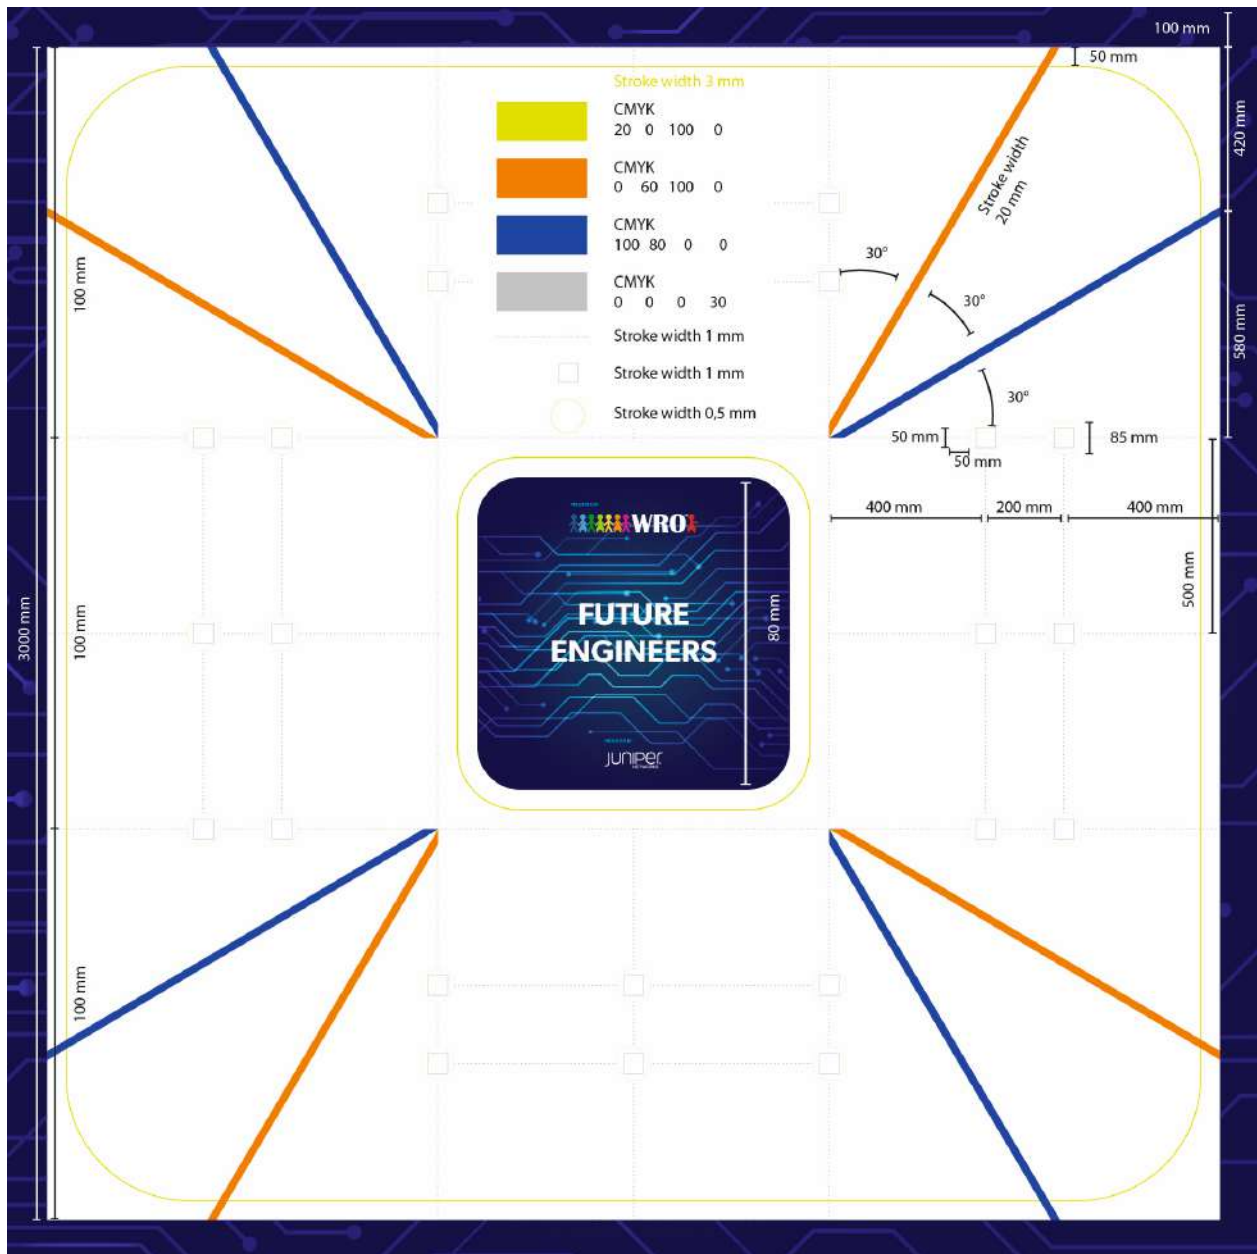 100 mm
50 mm
Stroke width 3 mm
CMYK
20 0 100 0
420 mm
CMYK
0 60 100 0
Stroke width
20 mm
CMYK
100 80 0 0
30°
100 mm
CMYK
0 0 0 30
30°
580 mm
Stroke width 1 mm
Stroke width 1 mm
30°
Stroke width 0,5 mm
50 mm
85 mm
50 mm
400 mm
200 mm
400 mm
WRO
500 mm
3000 mm
100 mm
FUTURE
ENGINEERS
80 mm
JUNIPER
NETWORKS
100 mm